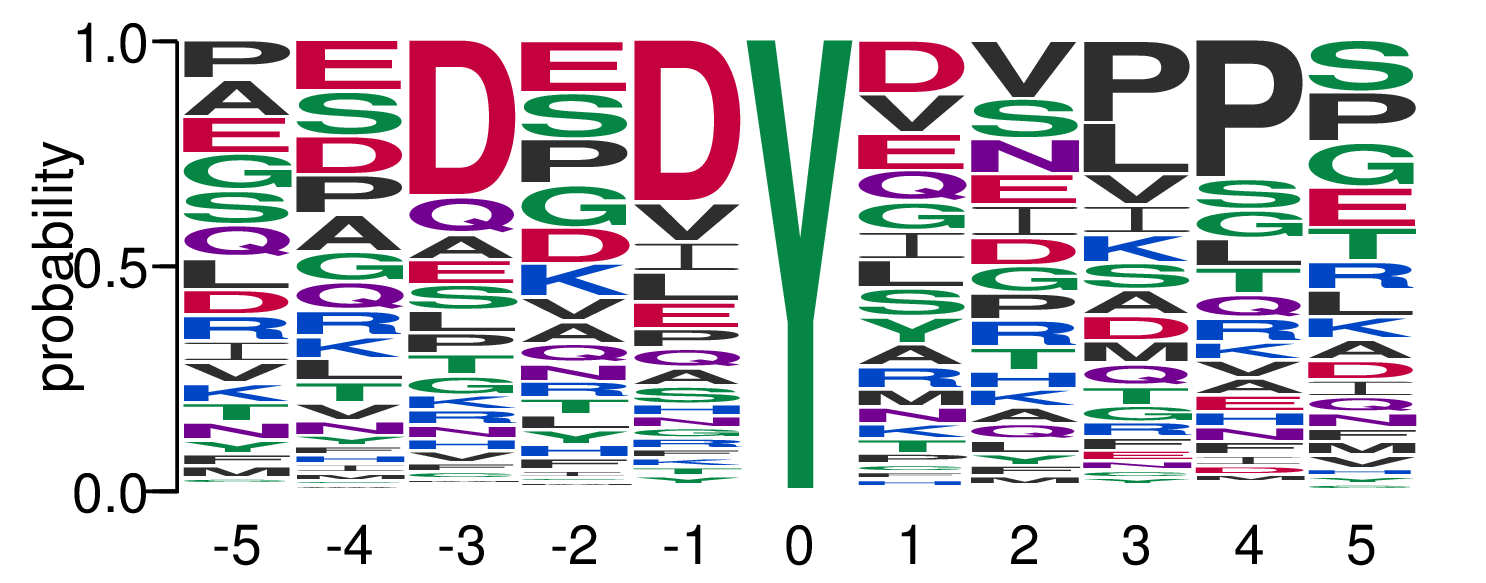 1.0
0.5
0.0
probability
P A E G S Q L D R I V K T N Y F M
E S D P A G Q R K L T V N Y F H I M
D Q A E S L P T G K R N H V F
E S P G D K V A Q N R T L Y H F I
D V I L E P Q A S H N G R F K Y
Y
D V E Q G I L S Y A R M N K T P C F H
V S N E I D G P R T H K A Q L Y F M
P L V I K S A D M Q T G R F E N Y
P S G L T Q R K V A E H N F I D M
S P G E T R L K A D I Q N F M V H Y
-5 -4 -3 -2 -1 0 1 2 3 4 5